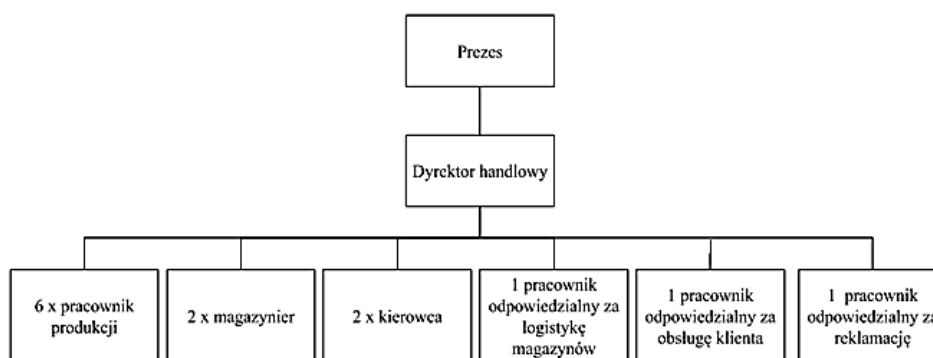 Prezes
Dyrektor handlowy
6 x pracownik
produkcji
2 x magazynier
2 x kierowca
1 pracownik
odpowiedzialny za
logistykę
magazynów
1 pracownik
odpowiedzialny za
obsługę klienta
1 pracownik
odpowiedzialny za
reklamację